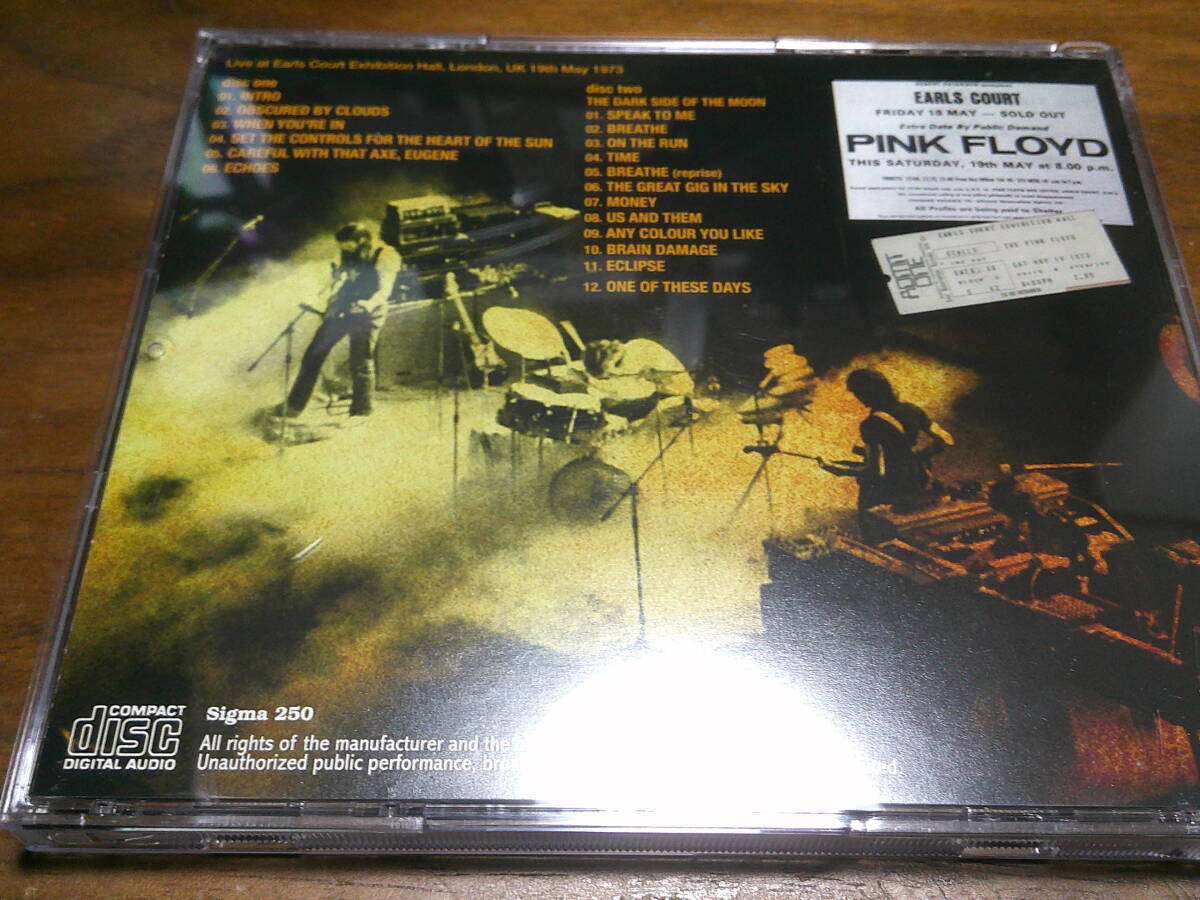 Live at Earls Court Exhibition Hall, London, UK 19th May 1973
disc one
01. INTRO
02. OBSCURED BY CLOUDS
03. WHEN YOU'RE IN
04. SET THE CONTROLS FOR THE HEART OF THE SUN
05. CAREFUL WITH THAT AXE, EUGENE
06. ECHOES
disc two
THE DARK SIDE OF THE MOON
01. SPEAK TO ME
02. BREATHE
03. ON THE RUN
04. TIME
05. BREATHE (reprise)
06. THE GREAT GIG IN THE SKY
07. MONEY
08. US AND THEM
09. ANY COLOUR YOU LIKE
10. BRAIN DAMAGE
11. ECLIPSE
12. ONE OF THESE DAYS
EARLS COURT
FRIDAY 18 MAY — SOLD OUT
Extra Date By Public Demand
PINK FLOYD
THIS SATURDAY, 19th MAY at 8.00 p.m.
All Profits are being paid to Shelter
EARLS COURT EXHIBITION HALL
THE PINK FLOYD
STALLS
POINT ONE
COMPACT
disc
DIGITAL AUDIO
Sigma 250
All rights of the manufacturer and the
Unauthorized public performance,